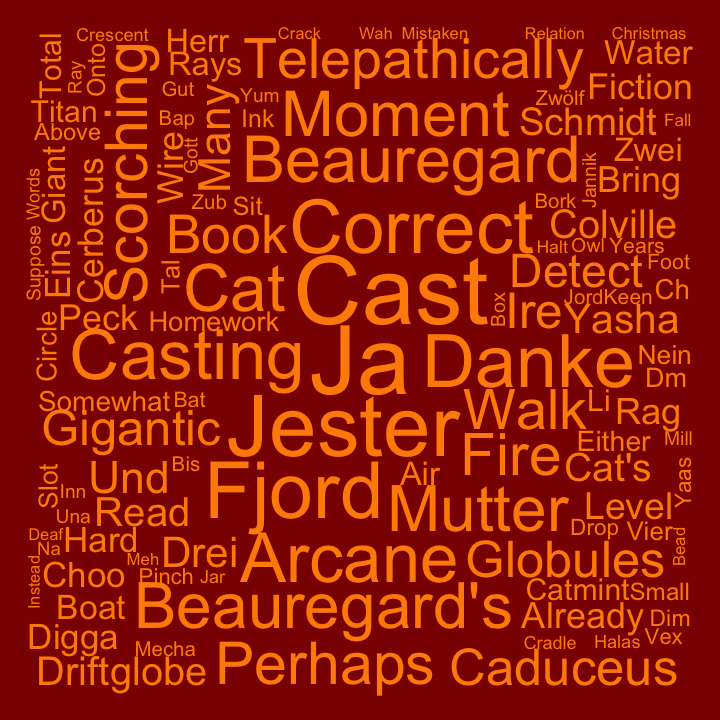 Crescent
Crack
Wah
Mistaken
Relation
Christmas
Total
Ray
Onto
Herr
Rays
Telepathically
Water
Scorching
Titan
Above
Gut
Bap
Yum
Ink
Moment
Zwölf
Schmidt
Fiction
Fall
Many
Wire
Gott
Beauregard
Zwei
Jannik
Bring
Suppose
Words
Giant
Eins
Cerberus
Zub
Sit
Bork
Book
Correct
Colville
Halt
Owl
Years
Tal
Cat
Cast
Box
Detect
Foot
JordKeen
Ch
Peck
Homework
Ire
Yasha
Circle
Casting
Ja
Danke
Nein
Dm
Somewhat
Bat
Jester
Walk
Li
Rag
Gigantic
Fire
Either
Mill
Slot
Und
Bis
Air
Cat's
Yaas
Inn
Fjord
Mutter
Level
Una
Read
Drop
Vier
Deaf
Na
Hard
Drei
Arcane
Globules
Bead
Meh
Instead
Choo
Pinch
Jar
Catmint
Small
Boat
Beauregard's
Already
Dim
Digga
Mecha
Cradle
Halas
Vex
Driftglobe
Perhaps
Caduceus